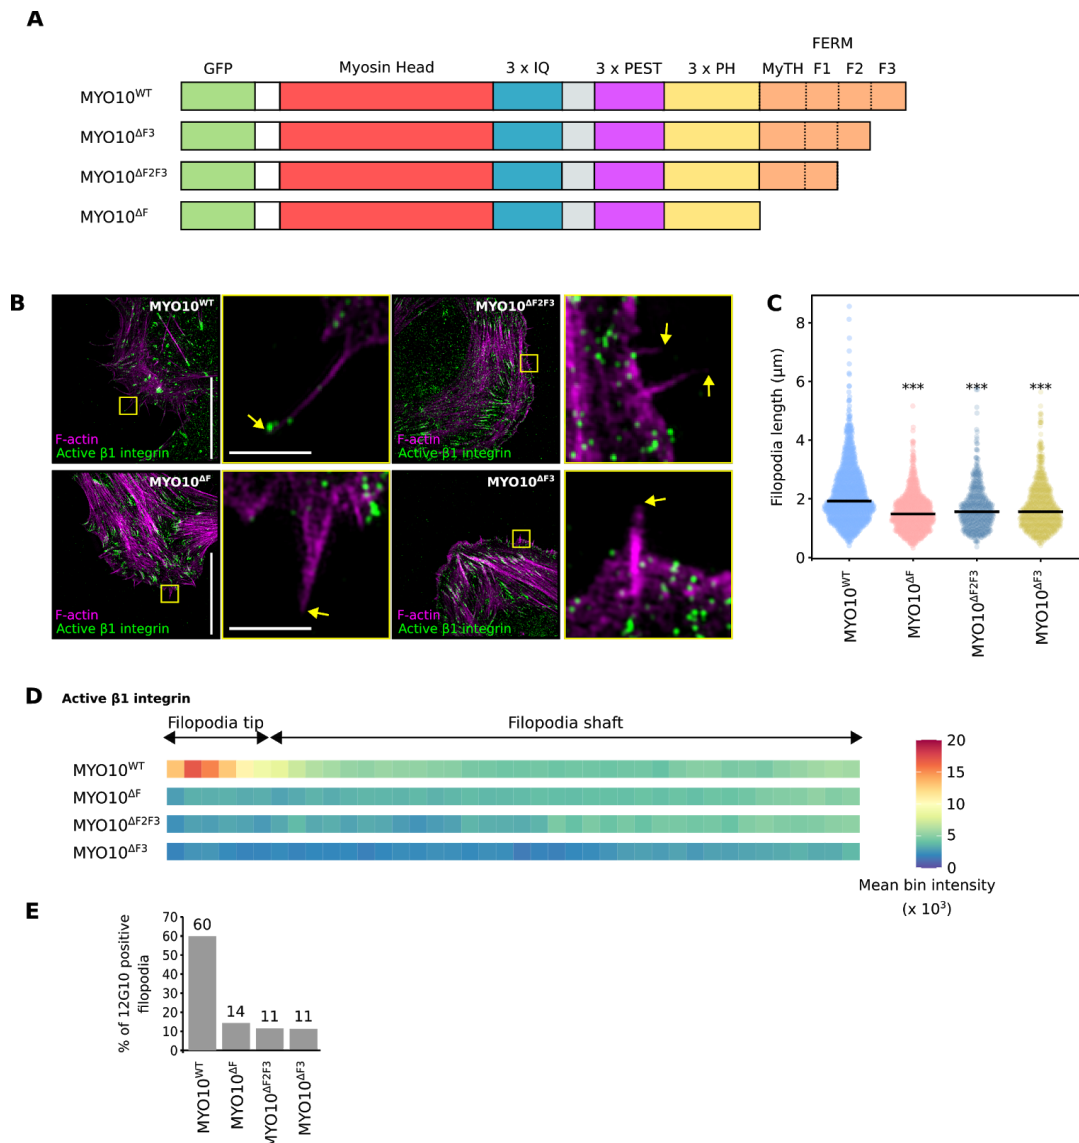 A
FERM
GFP Myosin Head 3 x IQ 3 x PEST 3 x PH MyTH F1 F2 F3
MYO10WT
MYO10ΔF3
MYO10ΔF2F3
MYO10ΔF
B
MYO10WT
F-actin
Active β1 integrin
MYO10ΔF2F3
F-actin
Active β1 integrin
MYO10ΔF
F-actin
Active β1 integrin
MYO10ΔF3
F-actin
Active β1 integrin
C
Filopodia length (μm)
8
6
4
2
0
*** *** ***
MYO10WT
MYO10ΔF
MYO10ΔF2F3
MYO10ΔF3
D Active β1 integrin
Filopodia tip Filopodia shaft
MYO10WT
MYO10ΔF
MYO10ΔF2F3
MYO10ΔF3
20
15
10
5
0
Mean bin intensity
(x 10³)
E
% of 12G10 positive
filopodia
70
60
50
40
30
20
10
0
60
14
11
11
MYO10WT
MYO10ΔF
MYO10ΔF2F3
MYO10ΔF3